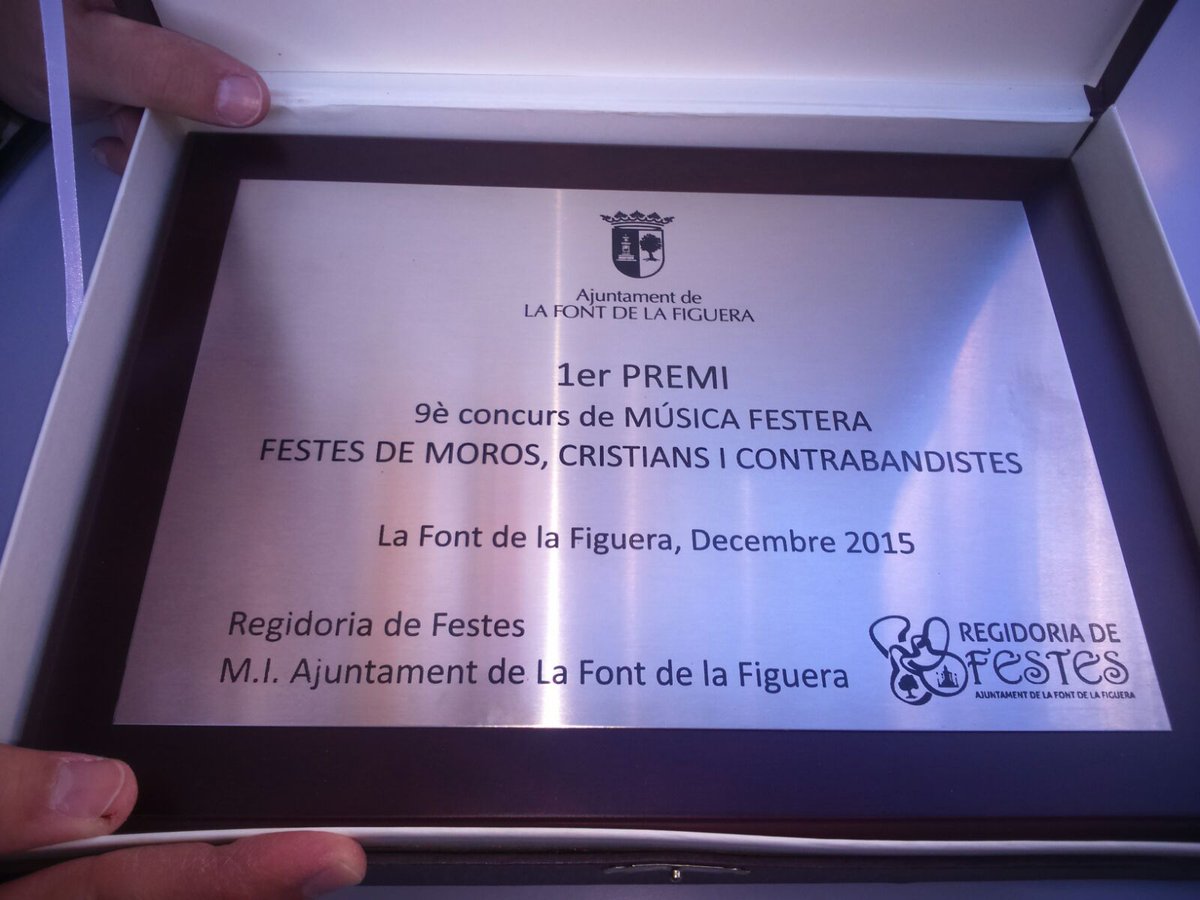 Ajuntament de
LA FONT DE LA FIGUERA
1er PREMI
9è concurs de MÚSICA FESTERA
FESTES DE MOROS, CRISTIANS I CONTRABANDISTES
La Font de la Figuera, Decembre 2015
Regidoria de Festes
M.I. Ajuntament de La Font de la Figuera
REGIDORIA DE
FESTES
AJUNTAMENT DE LA FONT DE LA FIGUERA